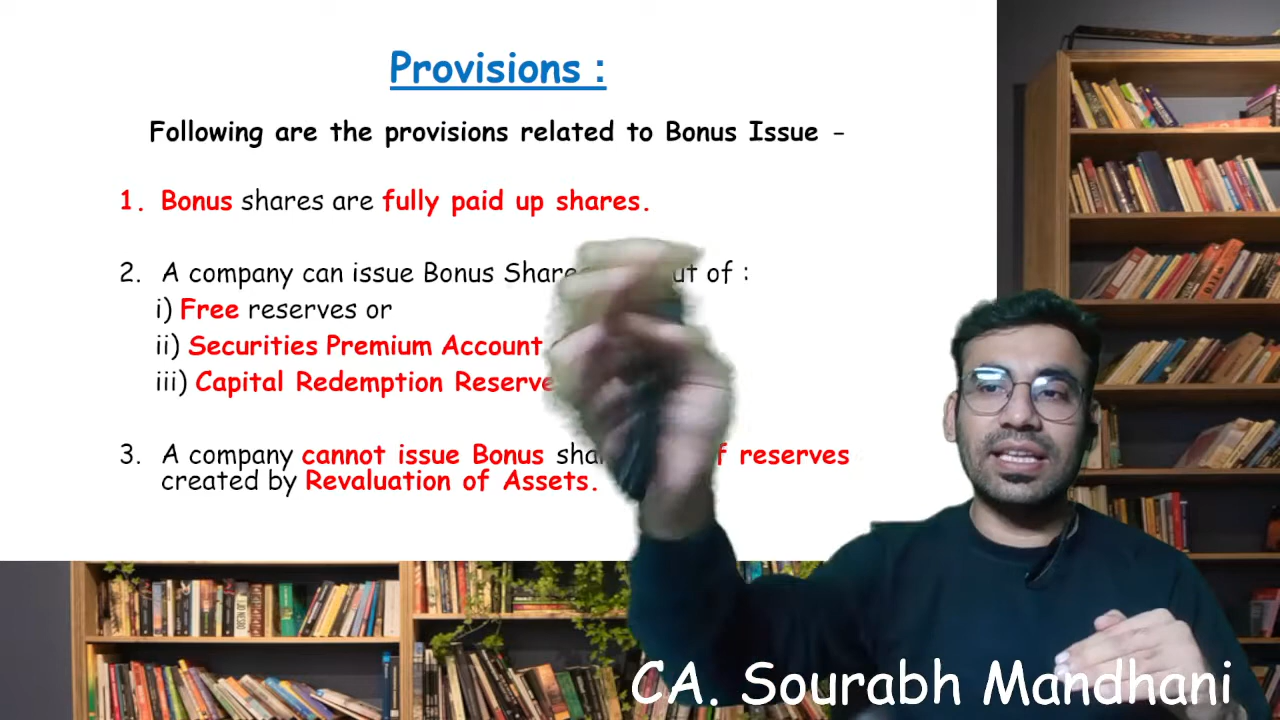 Provisions :
Following are the provisions related to Bonus Issue -
1. Bonus shares are fully paid up shares.
2. A company can issue Bonus of :
i) Free reserves or
ii) Securities Premium Account
iii) Capital Redemption Reserve
3. A company cannot issue Bonus reserves
created by Revaluation of Assets.
CA. Sourabh Mandhani